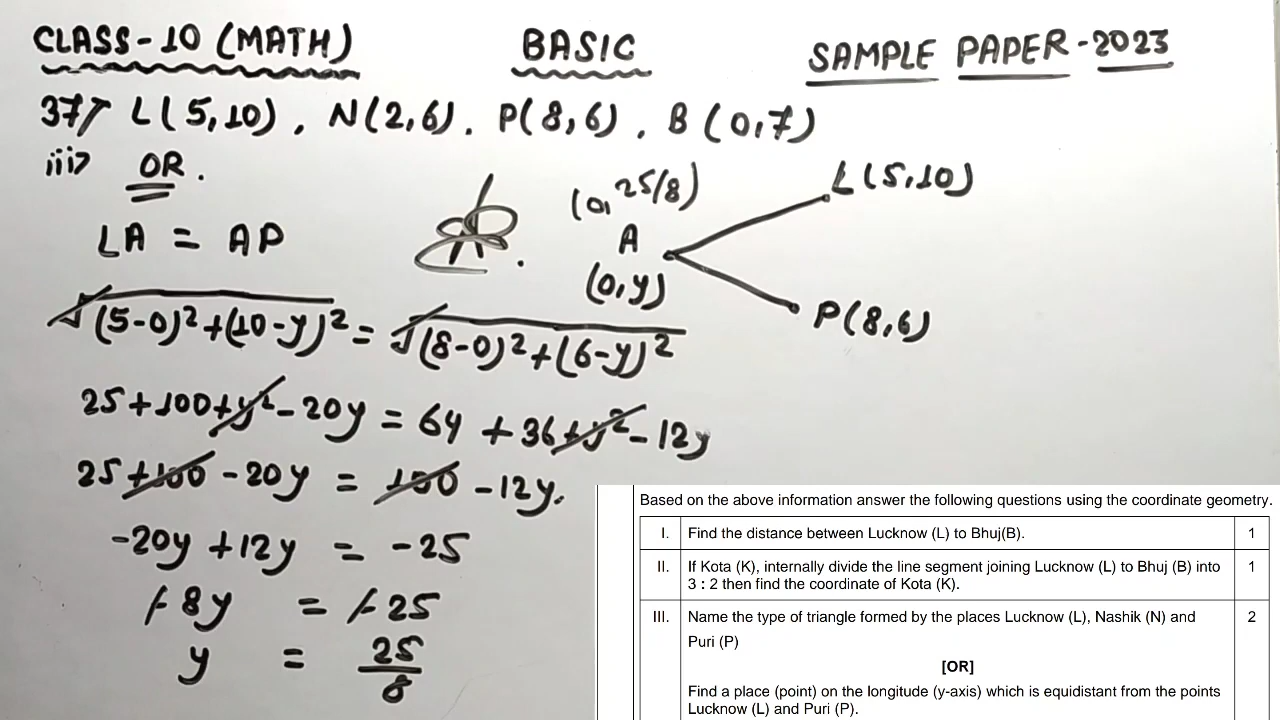 CLASS-10 (MATH) BASIC SAMPLE PAPER-2023
37) L(5,10), N(2,6), P(8,6), B(0,7)
iii) OR.
LA = AP
(0, 25/8)
A
(0,y)
L(5,10)
P(8,6)
√(5-0)²+(10-y)² = √(8-0)²+(6-y)²
25+100+y²-20y = 64 +36+y²-12y
25+100-20y = 100-12y.
-20y+12y = -25
-8y = -25
y = 25/8
Based on the above information answer the following questions using the coordinate geometry.
I. Find the distance between Lucknow (L) to Bhuj(B). 1
II. If Kota (K), internally divide the line segment joining Lucknow (L) to Bhuj (B) into 1
3 : 2 then find the coordinate of Kota (K).
III. Name the type of triangle formed by the places Lucknow (L), Nashik (N) and 2
Puri (P)
[OR]
Find a place (point) on the longitude (y-axis) which is equidistant from the points
Lucknow (L) and Puri (P).